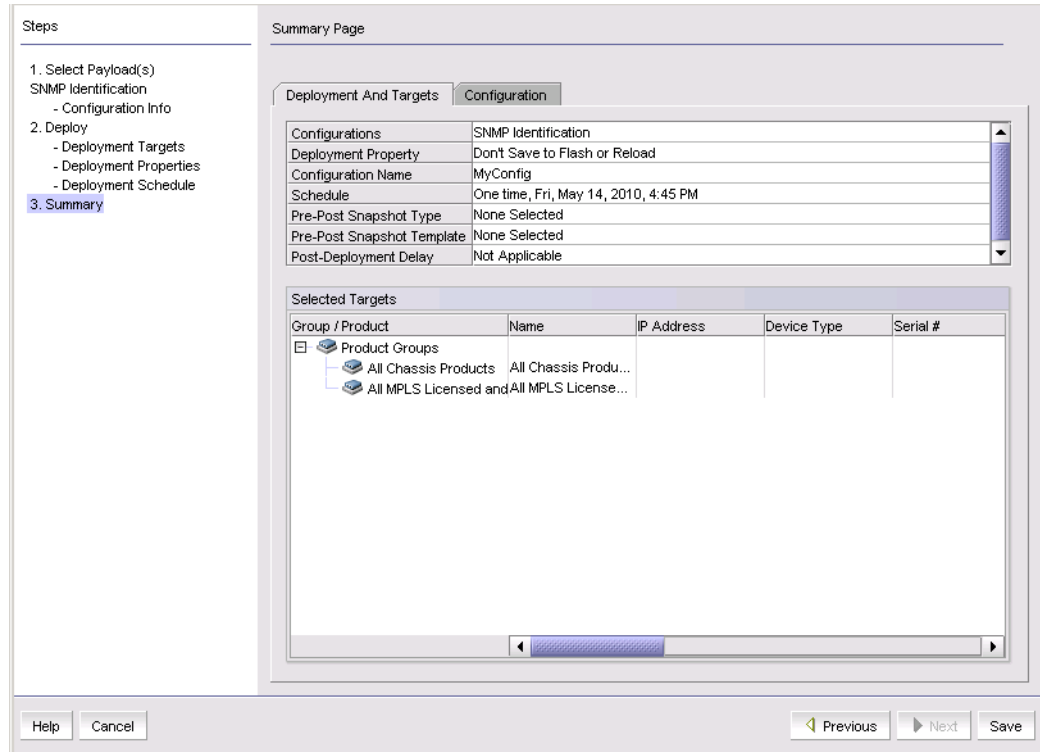 Steps
1. Select Payload(s)
SNMP Identification
- Configuration Info
2. Deploy
- Deployment Targets
- Deployment Properties
- Deployment Schedule
3. Summary
Summary Page
Deployment And Targets Configuration
Configurations SNMP Identification
Deployment Property Don't Save to Flash or Reload
Configuration Name MyConfig
Schedule One time, Fri, May 14, 2010, 4:45 PM
Pre-Post Snapshot Type None Selected
Pre-Post Snapshot Template None Selected
Post-Deployment Delay Not Applicable
Selected Targets
Group / Product Name IP Address Device Type Serial #
Product Groups
All Chassis Products All Chassis Produ...
All MPLS Licensed and All MPLS License...
Help Cancel Previous Next Save